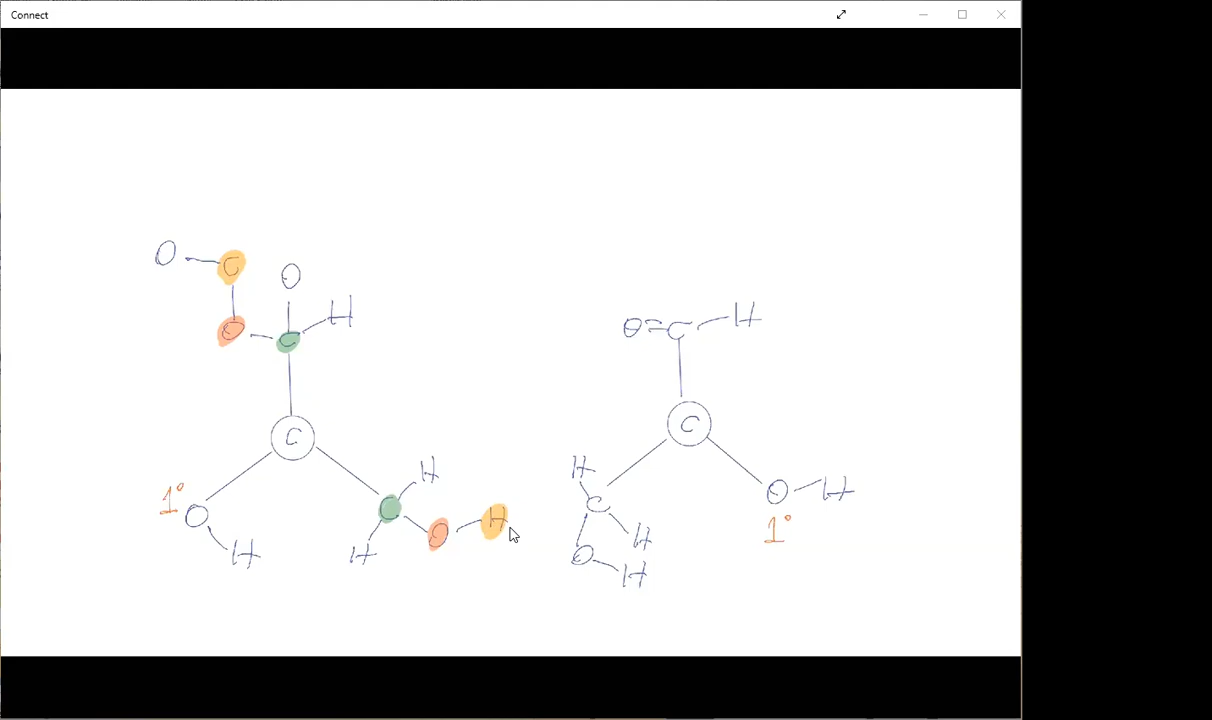 Connect
O C O
O C H
C
1° O H
H
H C O H
O=C H
C
H C H
O H
O H
1°